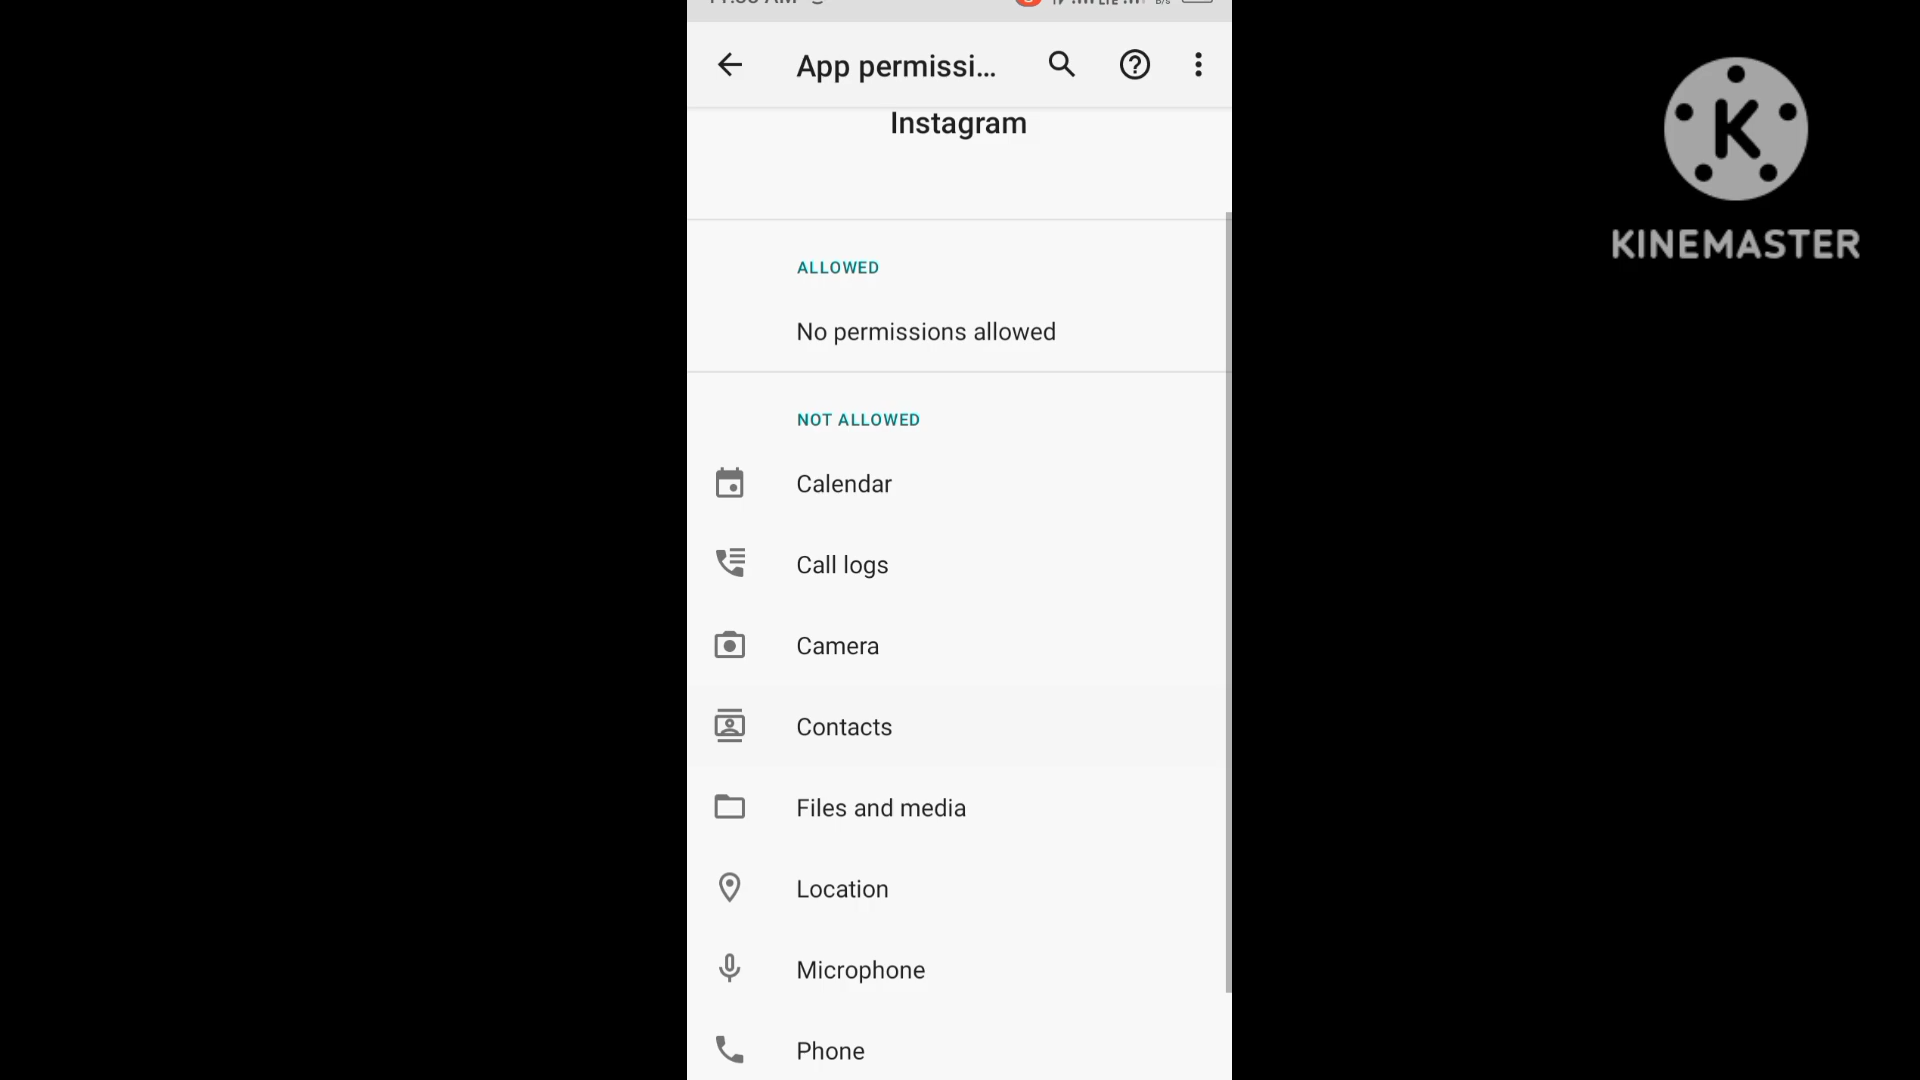 App permissi...
Instagram
ALLOWED
No permissions allowed
NOT ALLOWED
Calendar
Call logs
Camera
Contacts
Files and media
Location
Microphone
Phone
K
KINEMASTER